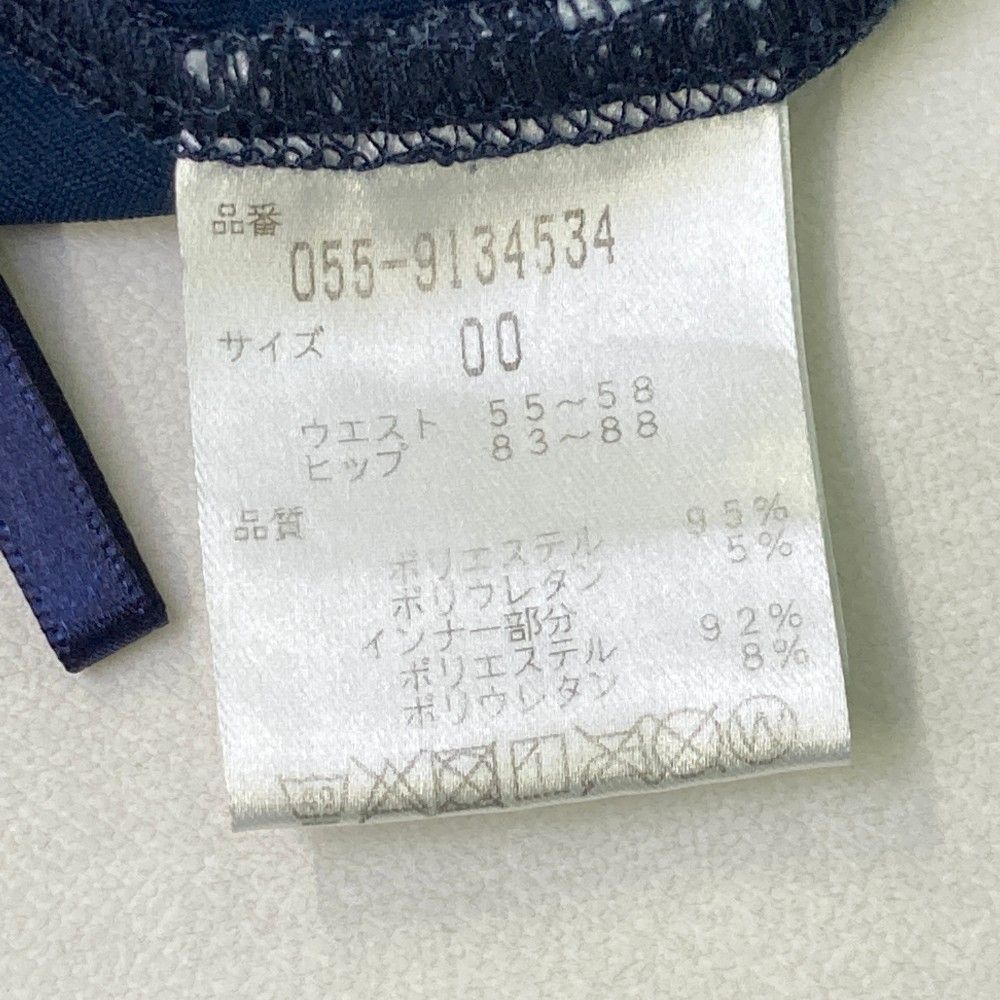 品番
055-9134534
サイズ 00
ウエスト 55～58
ヒップ 83～88
品質
ポリエステル 95%
ポリウレタン 5%
インナー部分
ポリエステル 92%
ポリウレタン 8%